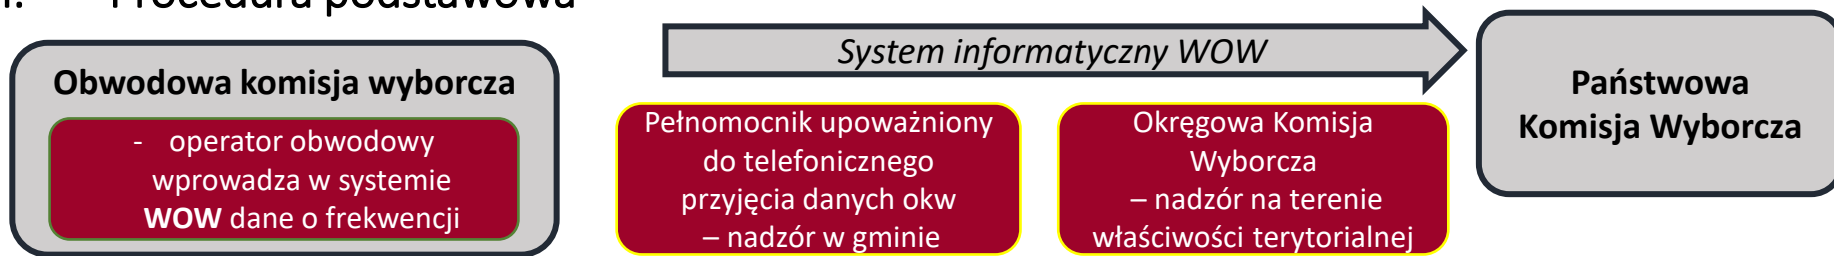 Procedura podstawowa
Obwodowa komisja wyborcza
- operator obwodowy
wprowadza w systemie
WOW dane o frekwencji
System informatyczny WOW
Pełnomocnik upoważniony
do telefonicznego
przyjęcia danych okw
– nadzór w gminie
Okręgowa Komisja
Wyborcza
– nadzór na terenie
właściwości terytorialnej
Państwowa
Komisja Wyborcza